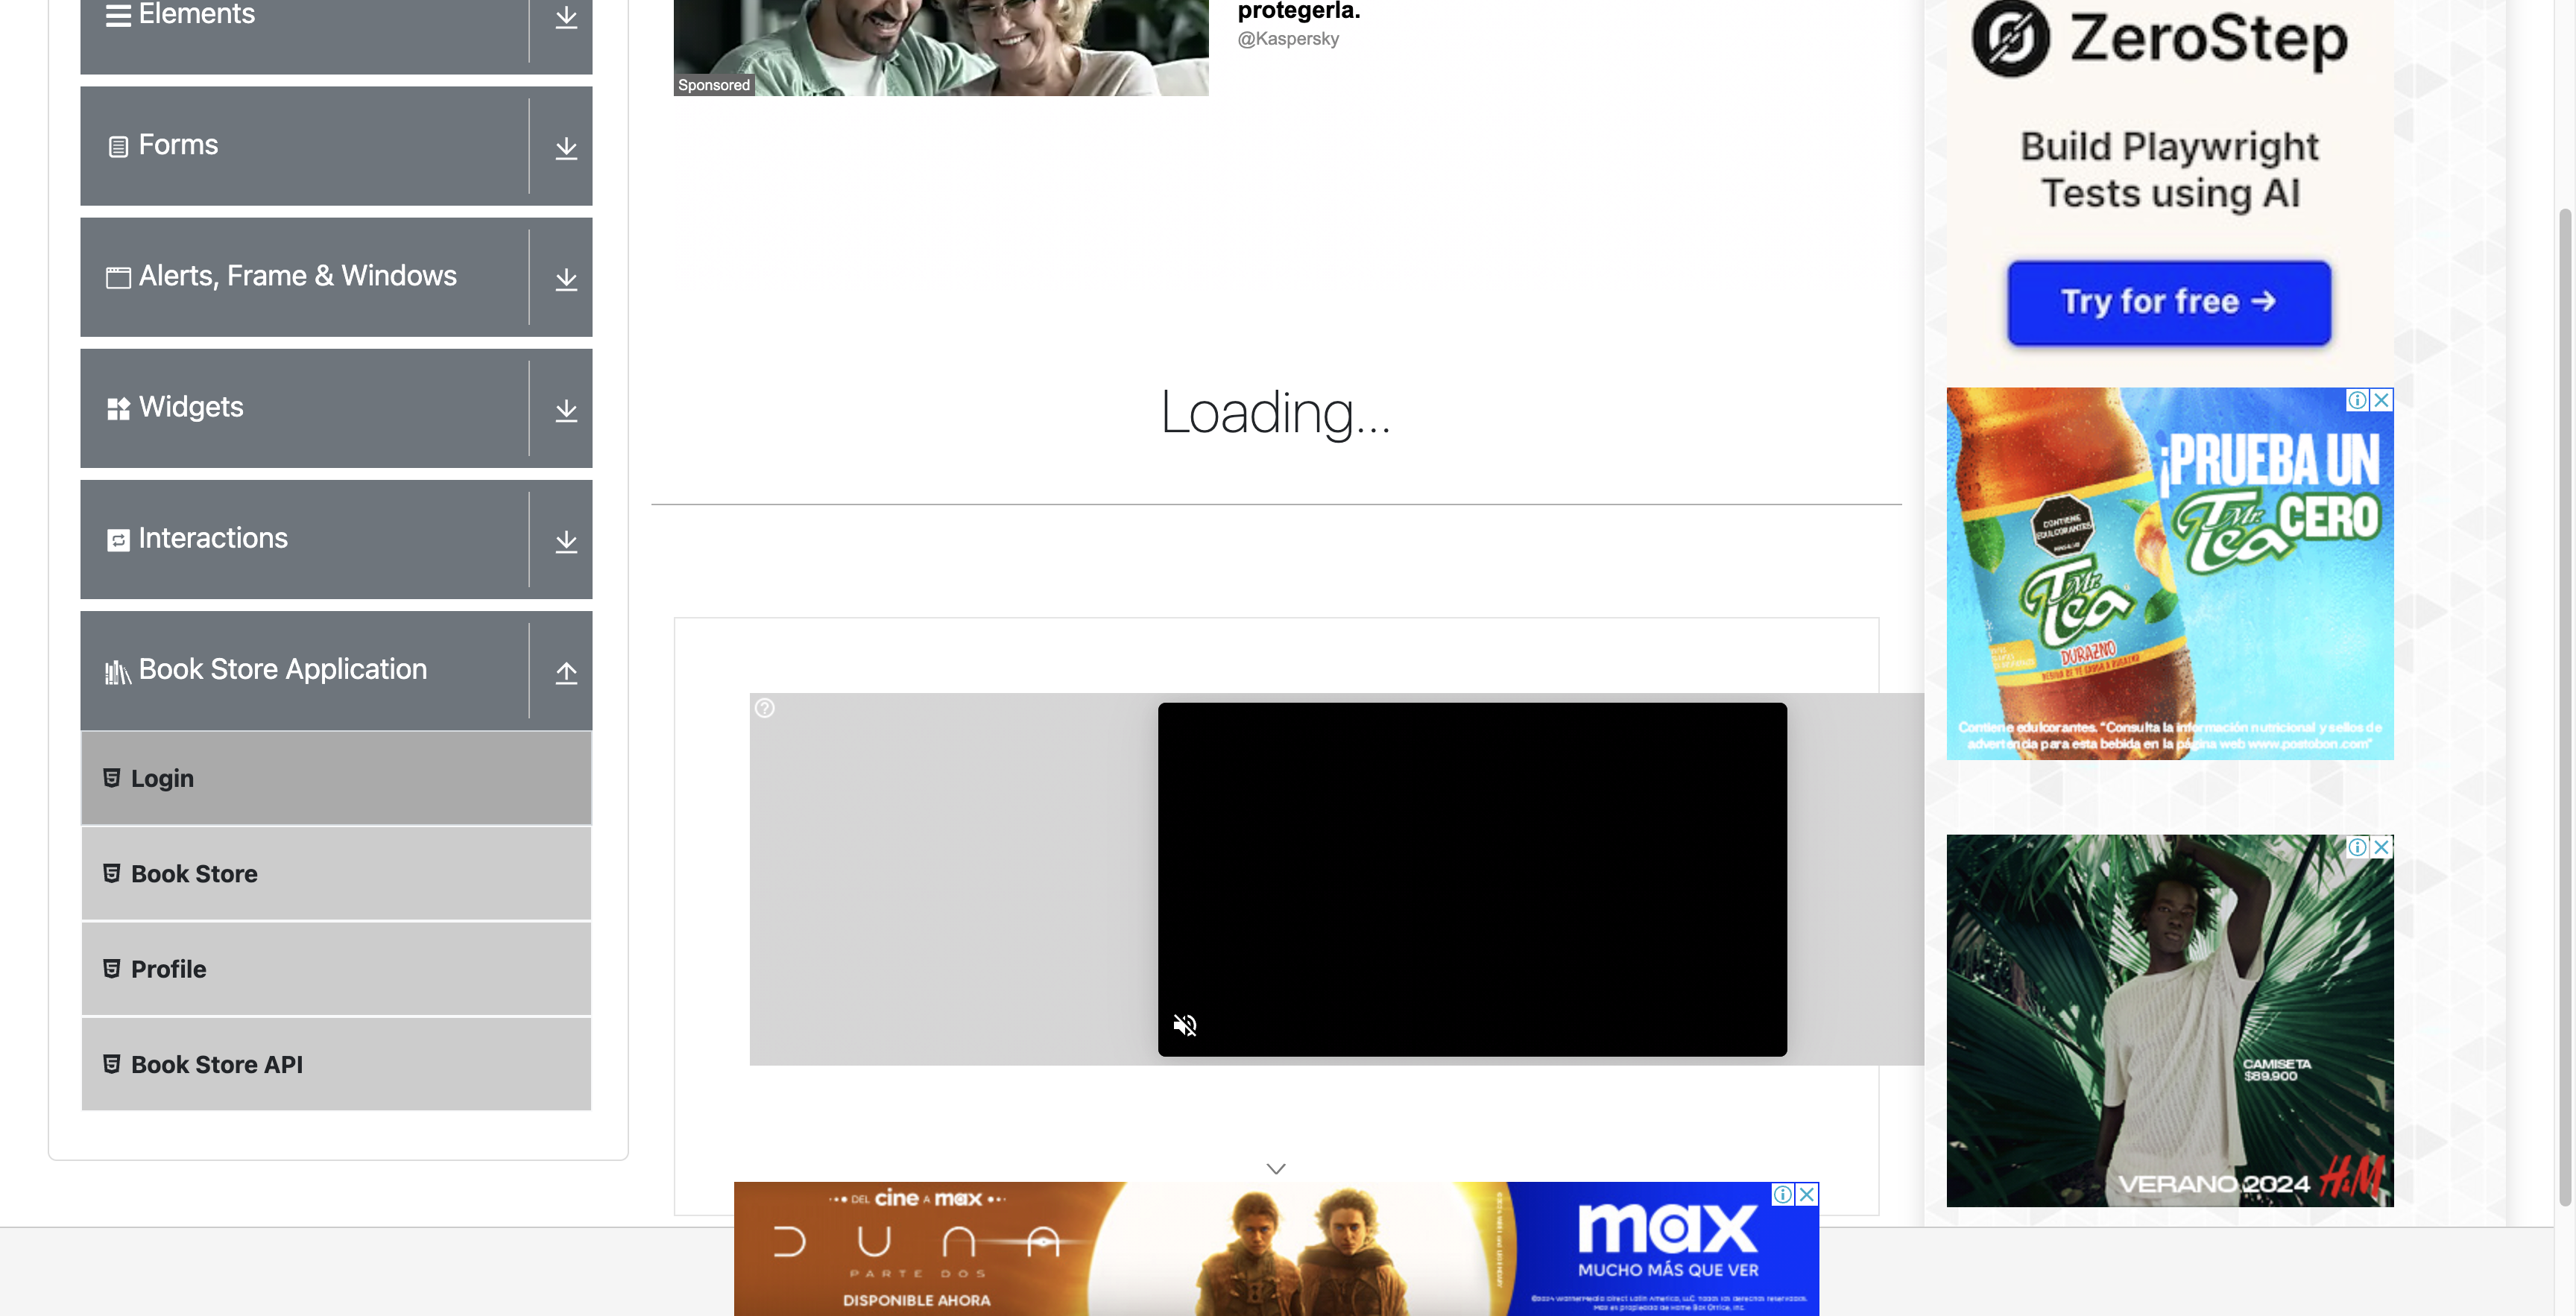 Elements
Forms
Alerts, Frame & Windows
Widgets
Interactions
Book Store Application
Login
Book Store
Profile
Book Store API
protegerla.
@Kaspersky
Sponsored
Loading...
DEL cine A max
DUNA
PARTE DOS
DISPONIBLE AHORA
max
MUCHO MÁS QUE VER
ZeroStep
Build Playwright
Tests using AI
Try for free →
¡PRUEBA UN
Mr. Tea CERO
CONTIENE
EDULCORANTES
Mr. Tea
DURAZNO
Contiene edulcorantes. "Consulta la información nutricional y sellos de
advertencia para esta bebida en la página web www.postobon.com"
CAMISETA
$89.900
VERANO 2024 H&M